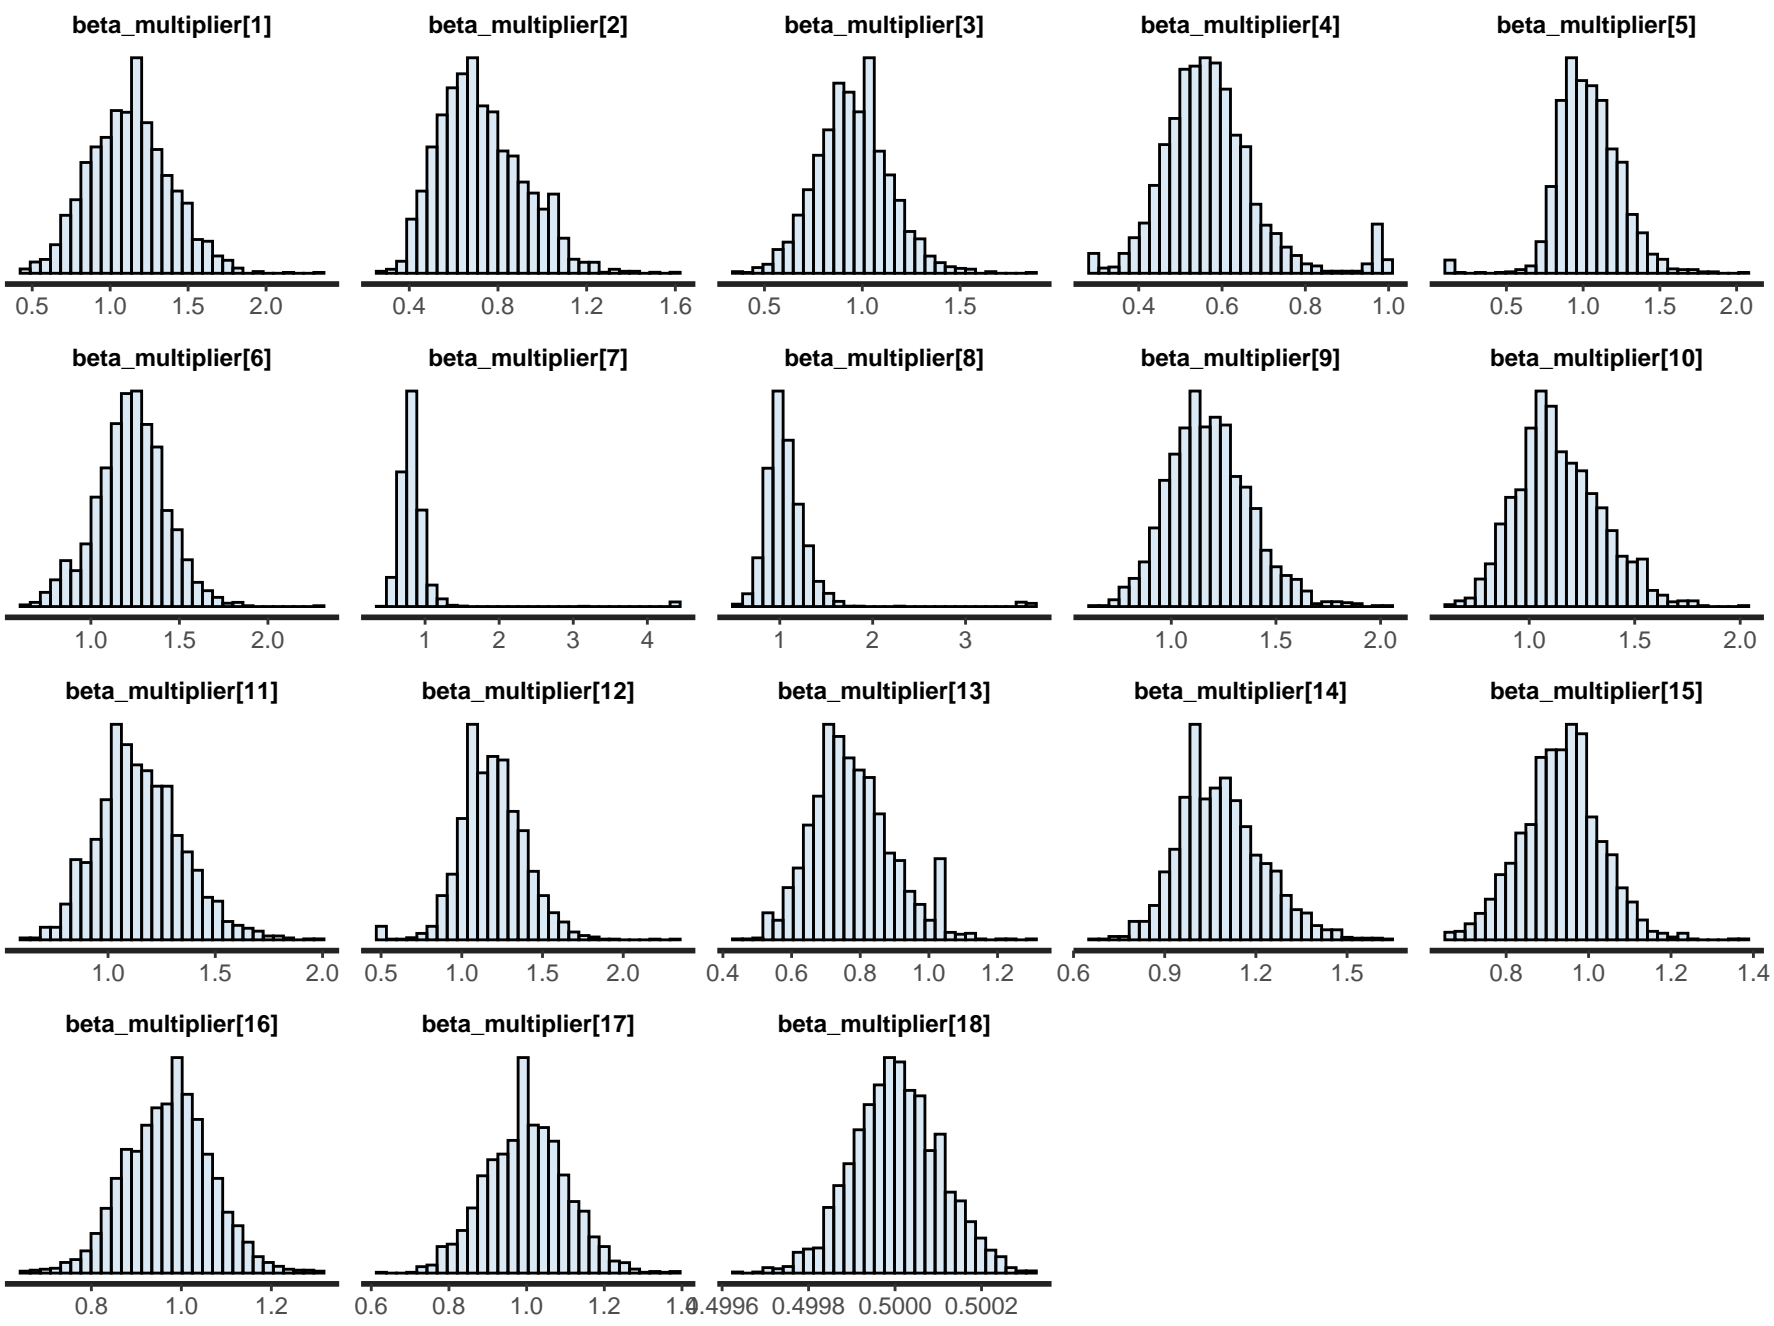 beta_multiplier[1] beta_multiplier[2] beta_multiplier[3] beta_multiplier[4] beta_multiplier[5]
0.5 1.0 1.5 2.0 0.4 0.8 1.2 1.6 0.5 1.0 1.5 0.4 0.6 0.8 1.0 0.5 1.0 1.5 2.0
beta_multiplier[6] beta_multiplier[7] beta_multiplier[8] beta_multiplier[9] beta_multiplier[10]
1.0 1.5 2.0 1 2 3 4 1 2 3 1.0 1.5 2.0 1.0 1.5 2.0
beta_multiplier[11] beta_multiplier[12] beta_multiplier[13] beta_multiplier[14] beta_multiplier[15]
1.0 1.5 2.0 0.5 1.0 1.5 2.0 0.4 0.6 0.8 1.0 1.2 0.6 0.9 1.2 1.5 0.8 1.0 1.2 1.4
beta_multiplier[16] beta_multiplier[17] beta_multiplier[18]
0.8 1.0 1.2 0.6 0.8 1.0 1.2 1.4 0.4996 0.4998 0.5000 0.5002